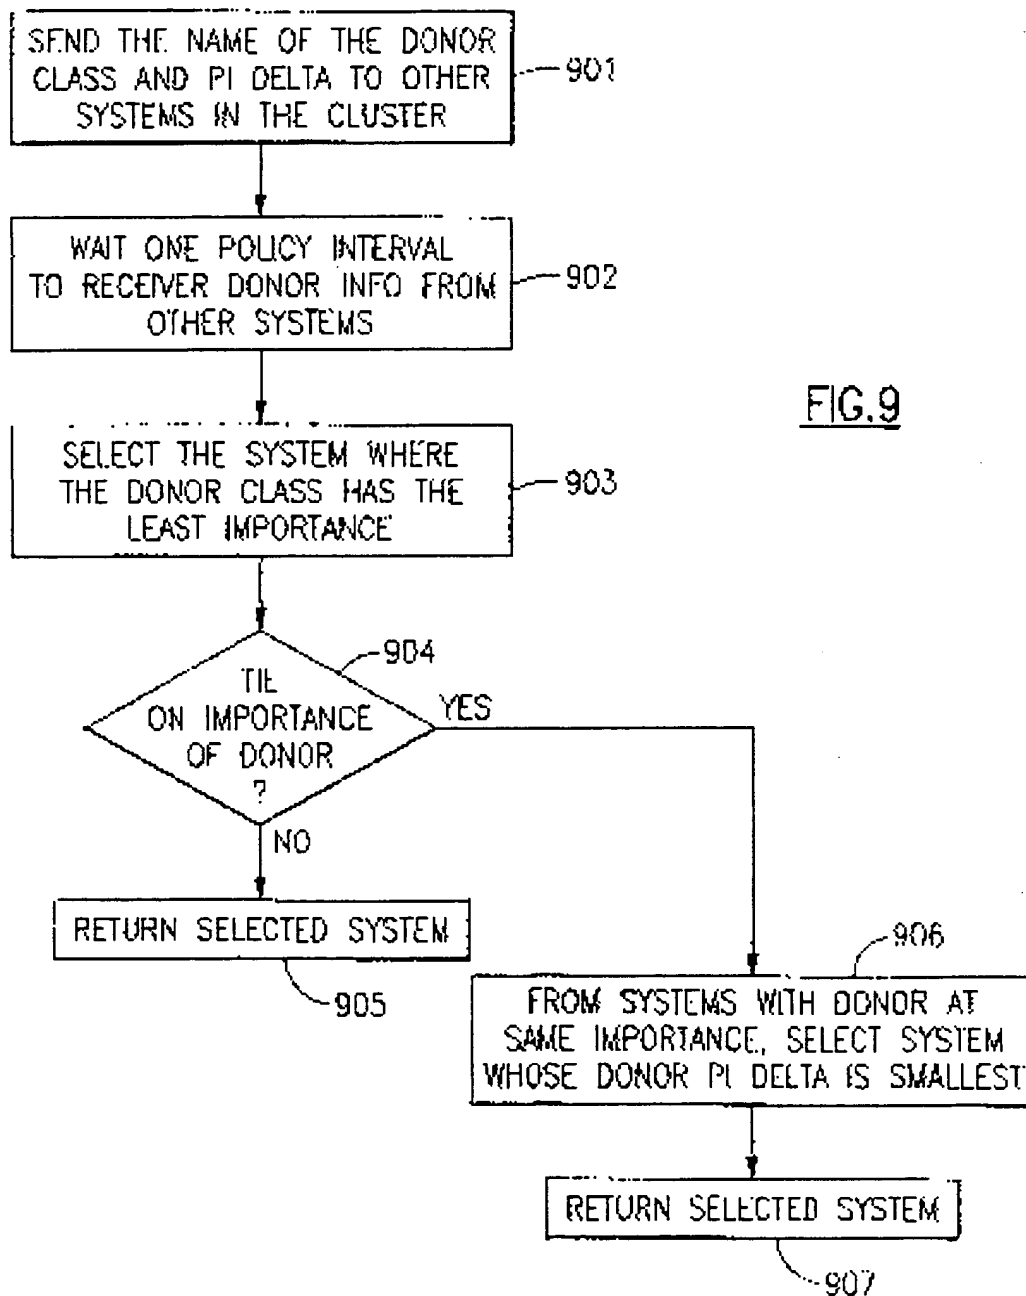 SEND THE NAME OF THE DONOR
CLASS AND PI DELTA TO OTHER
SYSTEMS IN THE CLUSTER
901
WAIT ONE POLICY INTERVAL
TO RECEIVER DONOR INFO FROM
OTHER SYSTEMS
902
FIG.9
SELECT THE SYSTEM WHERE
THE DONOR CLASS HAS THE
LEAST IMPORTANCE
903
904
TIE
ON IMPORTANCE
OF DONOR
?
YES
NO
RETURN SELECTED SYSTEM
905
906
FROM SYSTEMS WITH DONOR AT
SAME IMPORTANCE, SELECT SYSTEM
WHOSE DONOR PI DELTA IS SMALLEST
RETURN SELECTED SYSTEM
907